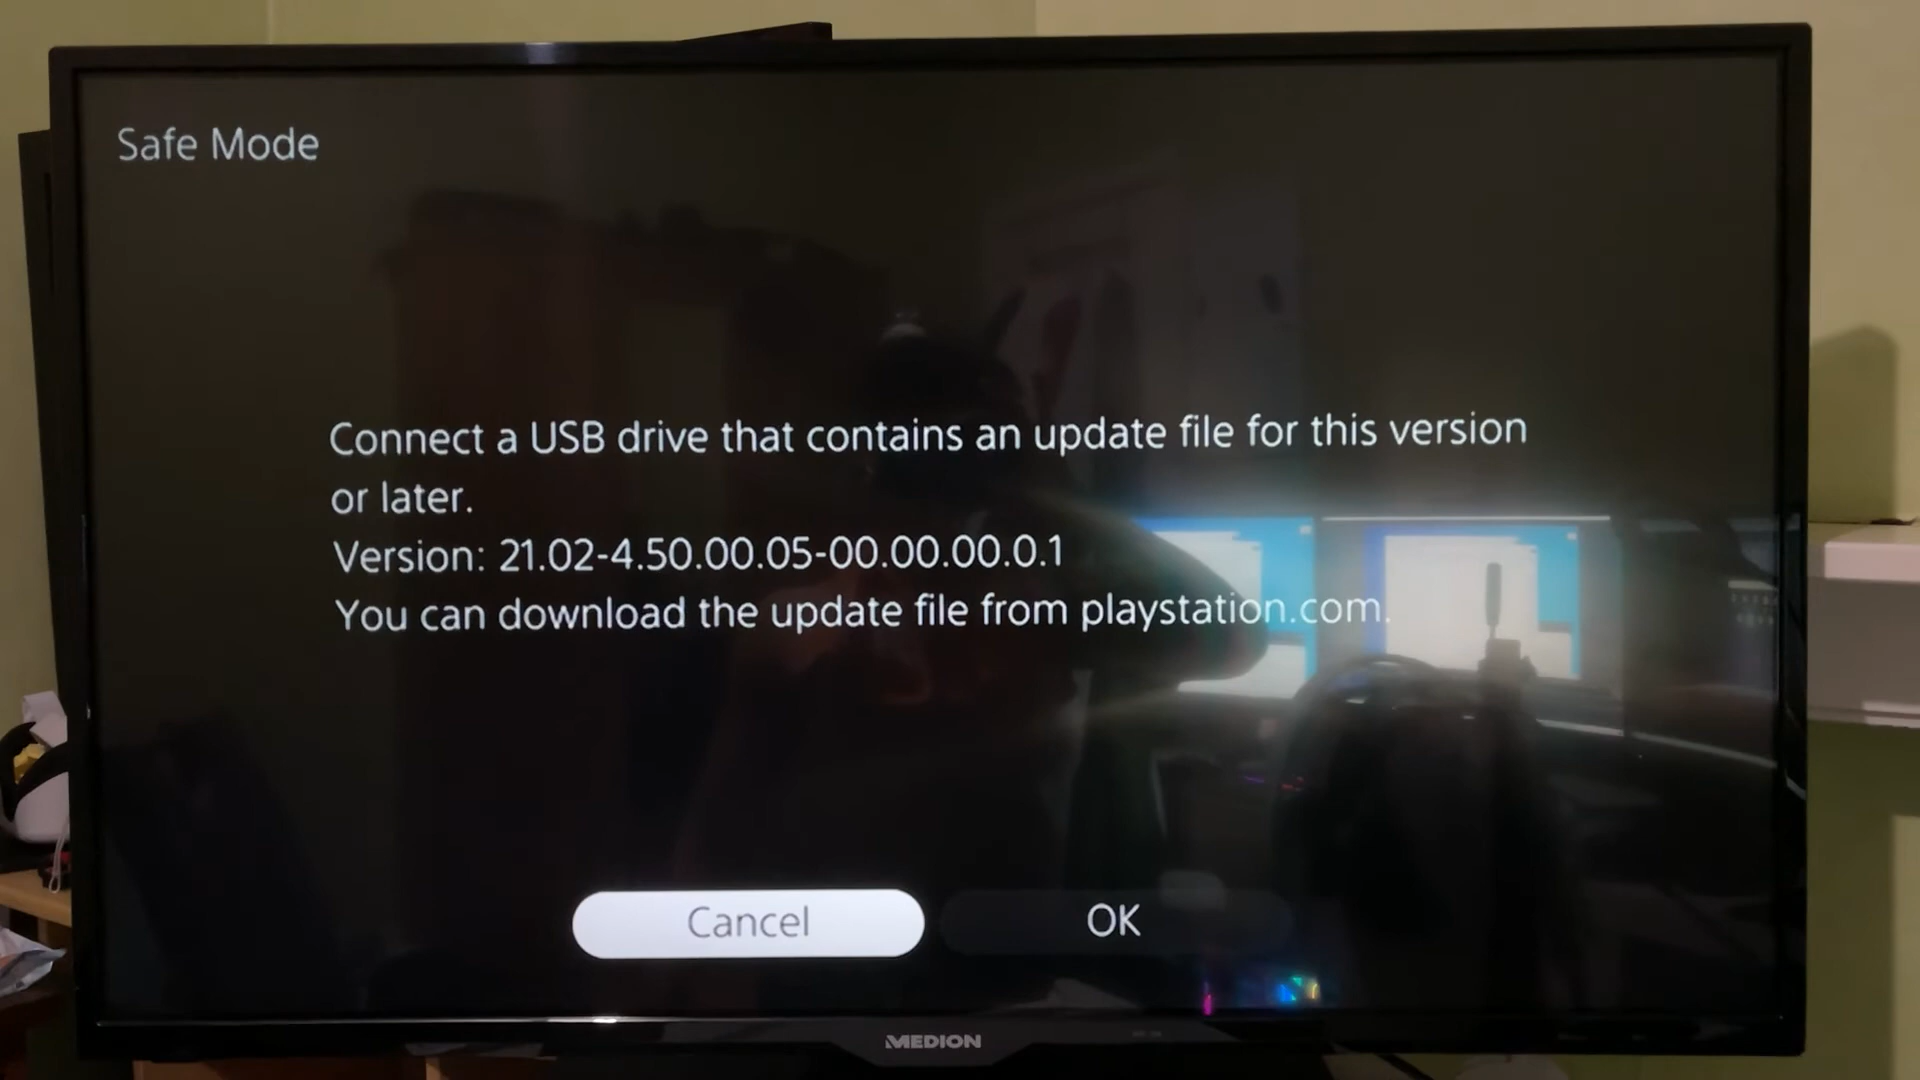 Safe Mode
Connect a USB drive that contains an update file for this version
or later.
Version: 21.02-4.50.00.05-00.00.00.0.1
You can download the update file from playstation.com.
Cancel
OK
MEDION